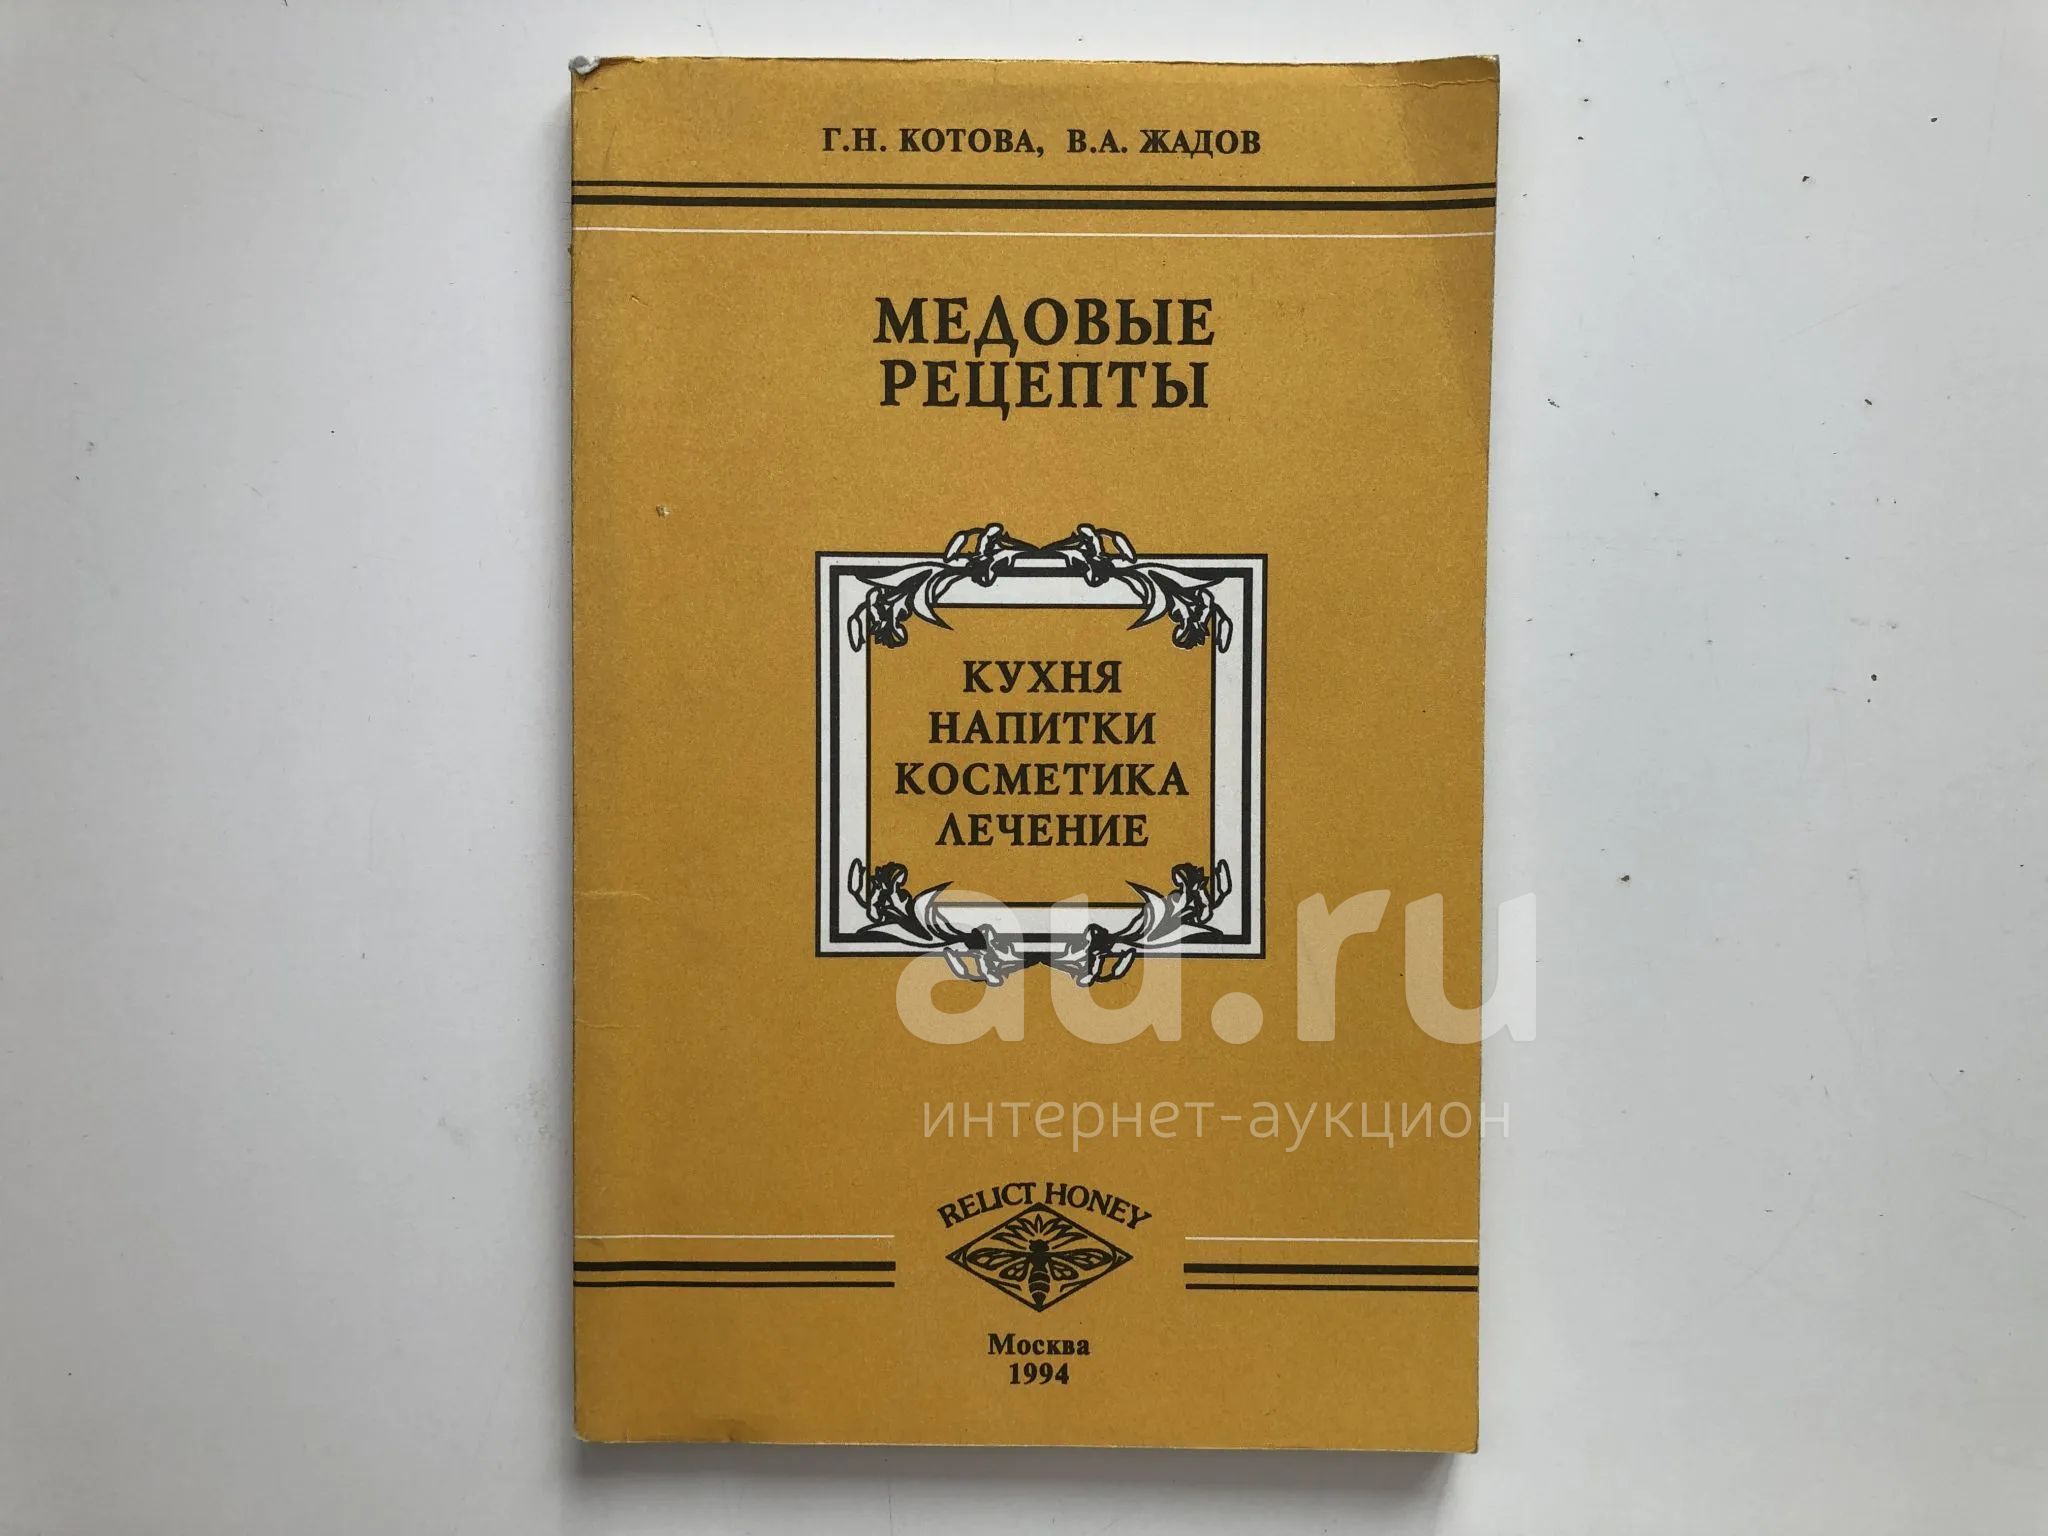 Г.Н. КОТОВА, В.А. ЖАДОВ
МЕДОВЫЕ
РЕЦЕПТЫ
КУХНЯ
НАПИТКИ
КОСМЕТИКА
ЛЕЧЕНИЕ
au.ru
интернет-аукцион
RELICT HONEY
Москва
1994